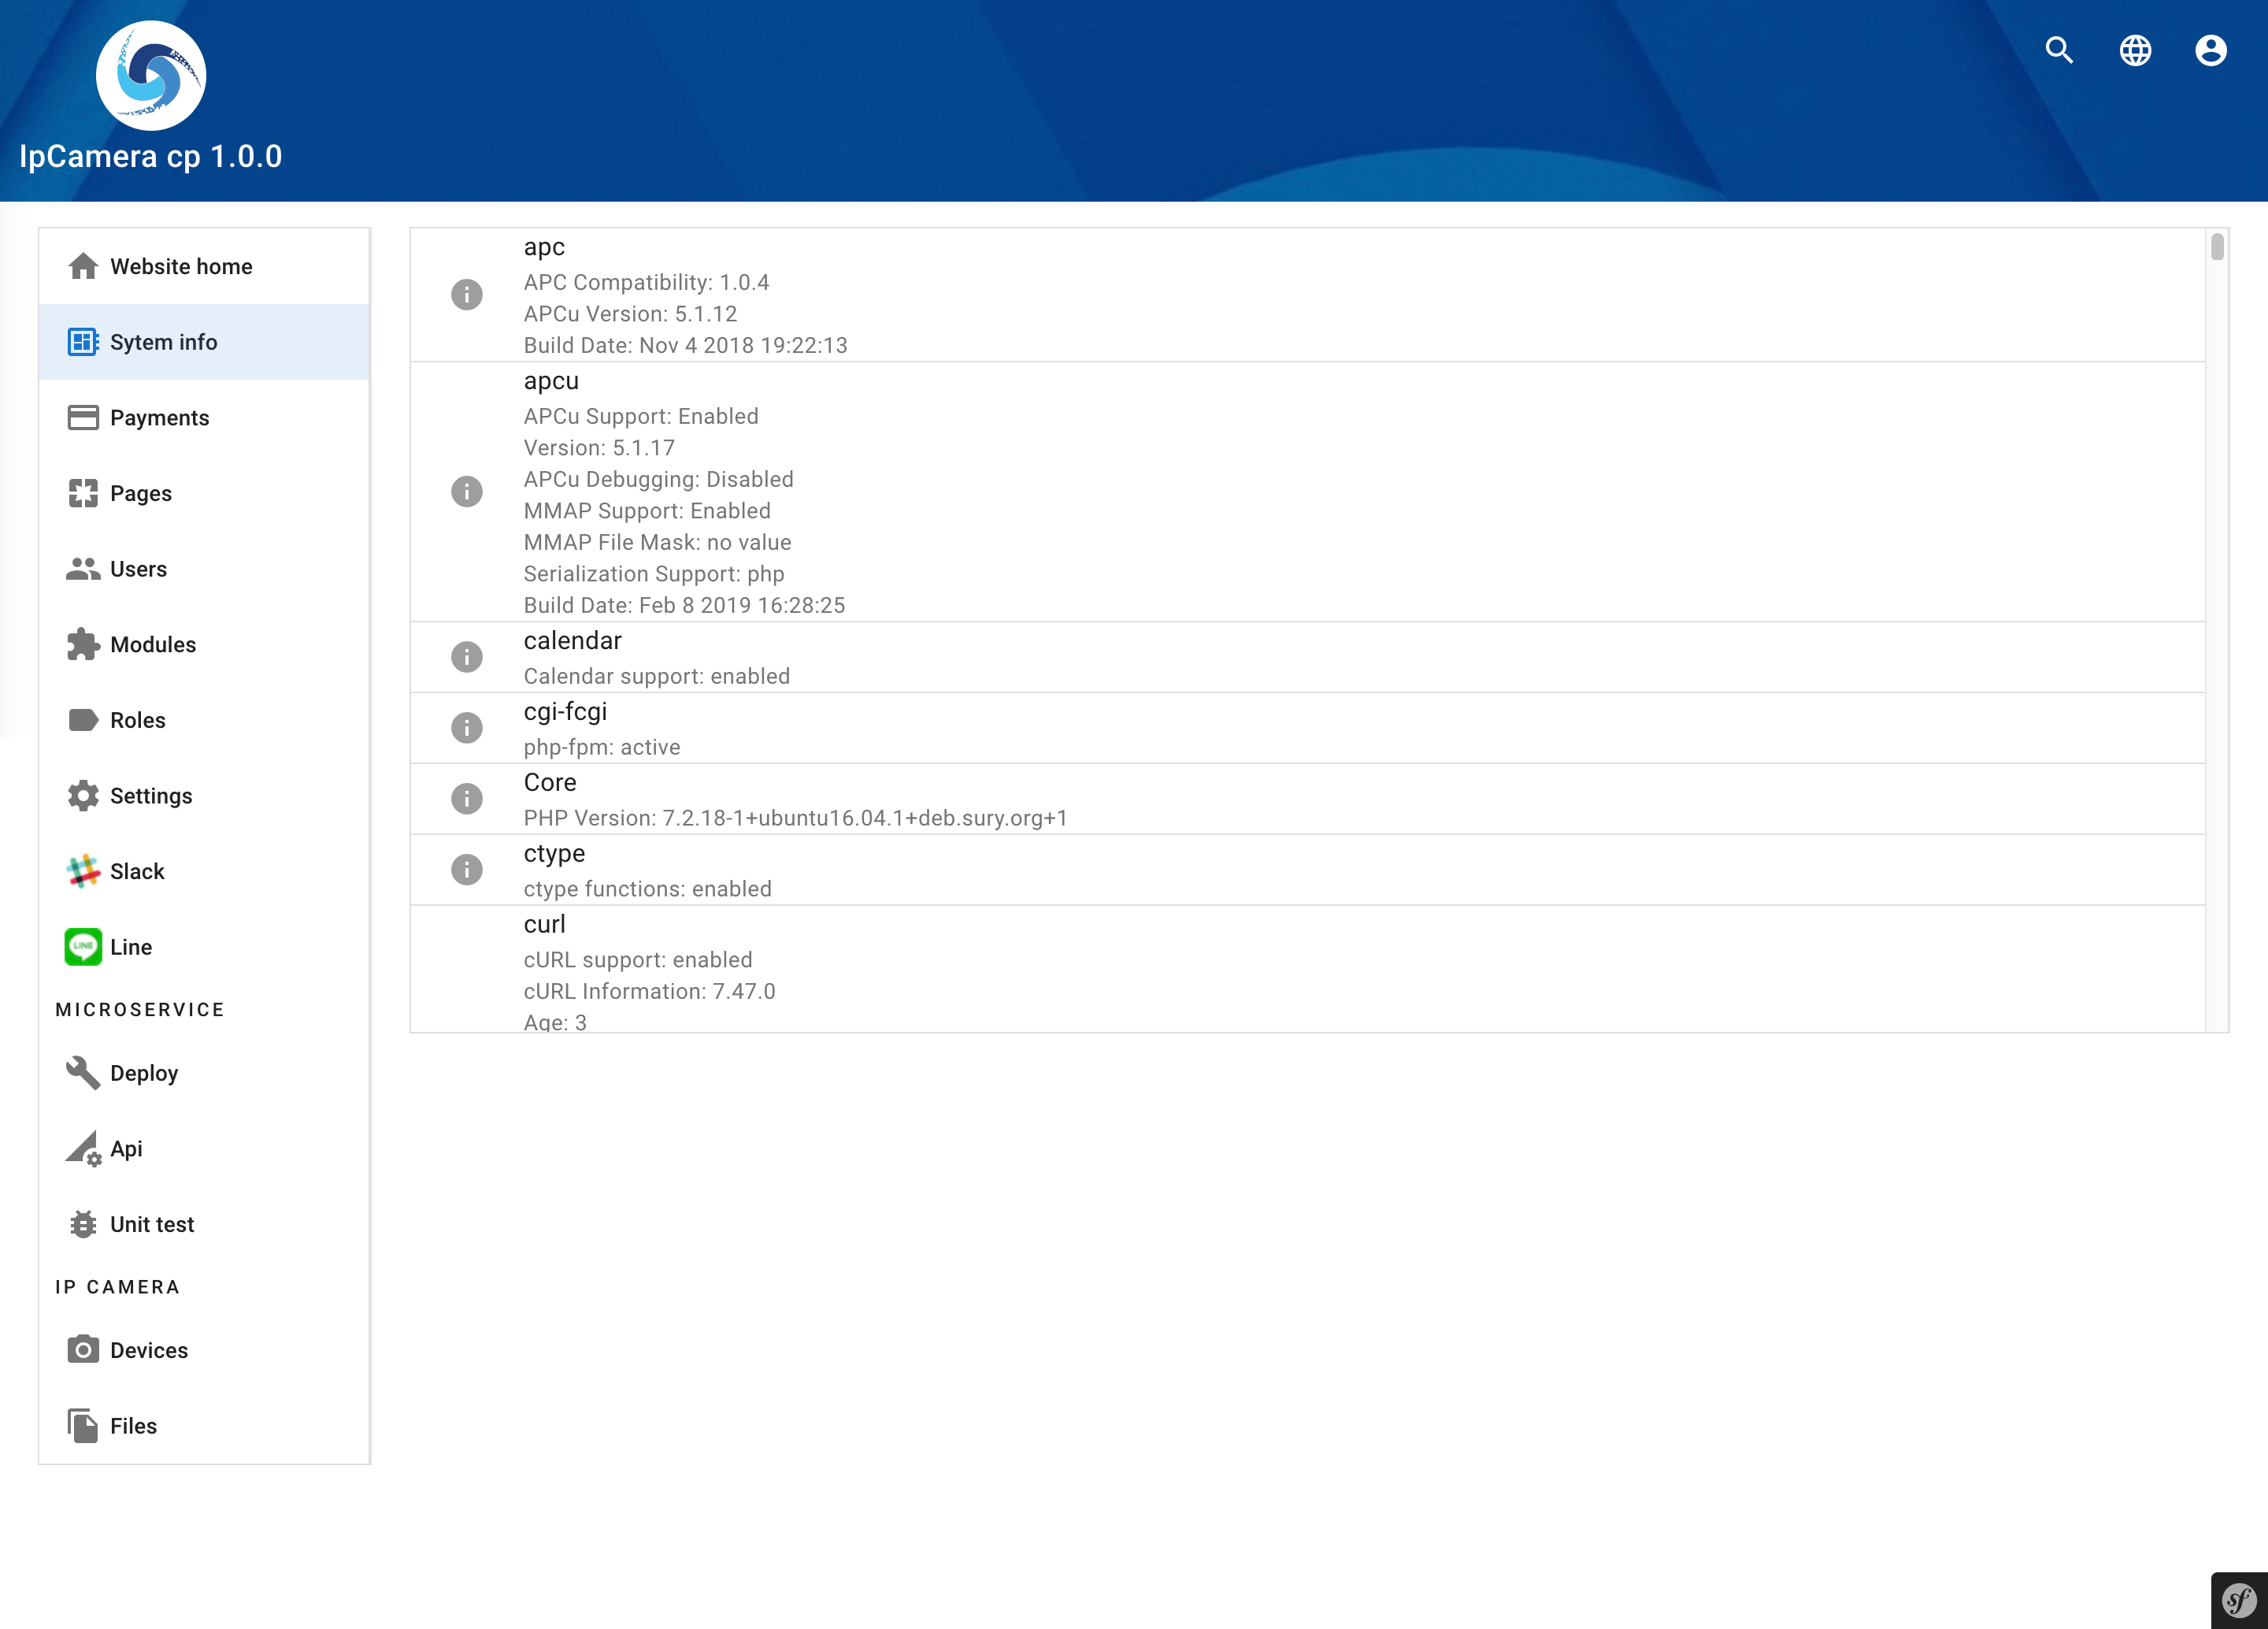 IpCamera cp 1.0.0
Website home
Sytem info
Payments
Pages
Users
Modules
Roles
Settings
Slack
LINE
Line
MICROSERVICE
Deploy
Api
Unit test
IP CAMERA
Devices
Files
apc
APC Compatibility: 1.0.4
APCu Version: 5.1.12
Build Date: Nov 4 2018 19:22:13
apcu
APCu Support: Enabled
Version: 5.1.17
APCu Debugging: Disabled
MMAP Support: Enabled
MMAP File Mask: no value
Serialization Support: php
Build Date: Feb 8 2019 16:28:25
calendar
Calendar support: enabled
cgi-fcgi
php-fpm: active
Core
PHP Version: 7.2.18-1+ubuntu16.04.1+deb.sury.org+1
ctype
ctype functions: enabled
curl
cURL support: enabled
cURL Information: 7.47.0
Age: 3
sf